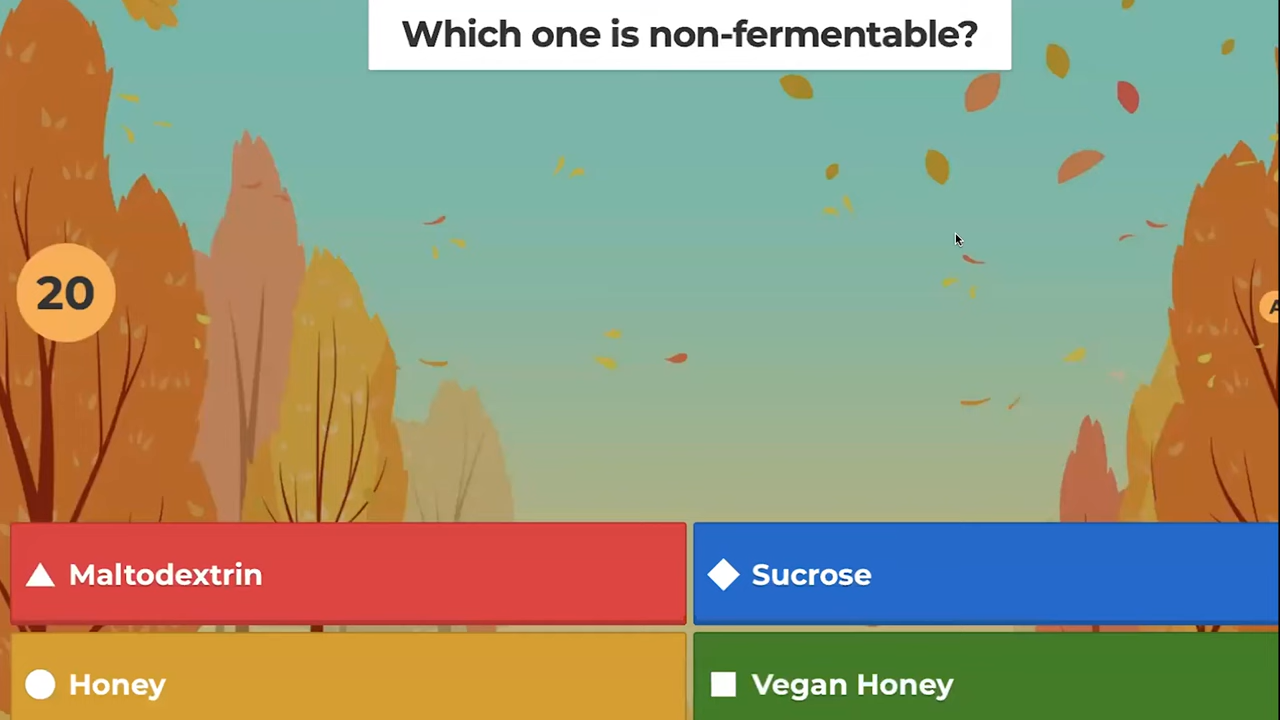 Which one is non-fermentable?
20
A
Maltodextrin
Sucrose
Honey
Vegan Honey